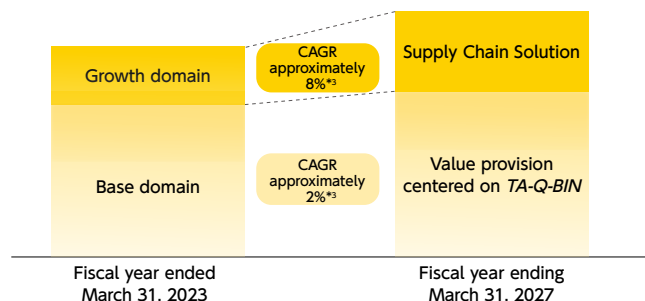 Growth domain
CAGR
approximately
8%*3
Supply Chain Solution
Base domain
CAGR
approximately
2%*3
Value provision
centered on TA-Q-BIN
Fiscal year ended
March 31, 2023
Fiscal year ending
March 31, 2027